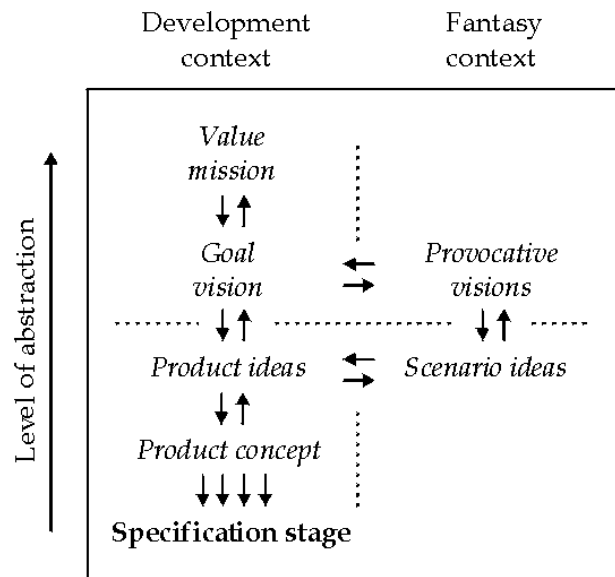 Development
context
Fantasy
context
Value
mission
Goal
vision
Provocative
visions
Product ideas
Scenario ideas
Product concept
Specification stage
Level of abstraction